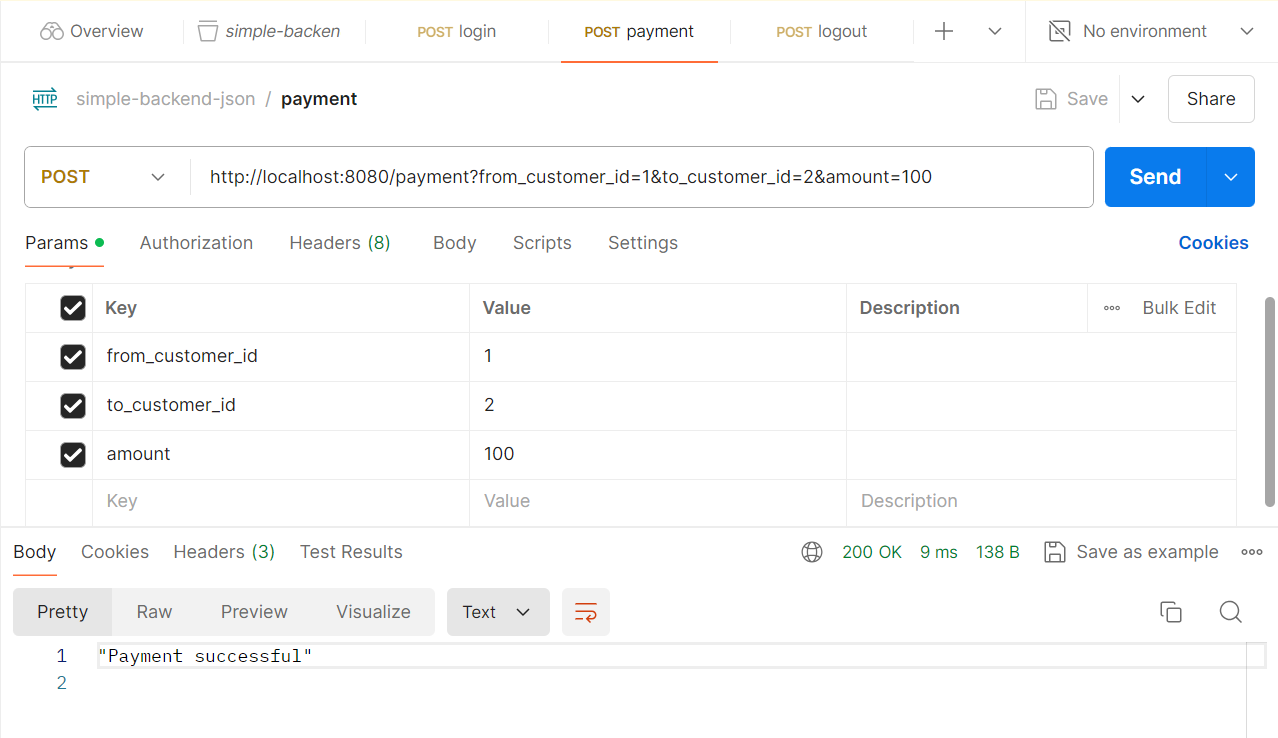 Overview simple-backen POST login POST payment POST logout No environment
HTTP simple-backend-json / payment Save Share
POST http://localhost:8080/payment?from_customer_id=1&to_customer_id=2&amount=100 Send
Params Authorization Headers (8) Body Scripts Settings Cookies
Key Value Description Bulk Edit
from_customer_id 1
to_customer_id 2
amount 100
Key Value Description
Body Cookies Headers (3) Test Results 200 OK 9 ms 138 B Save as example
Pretty Raw Preview Visualize Text
1 "Payment successful"
2